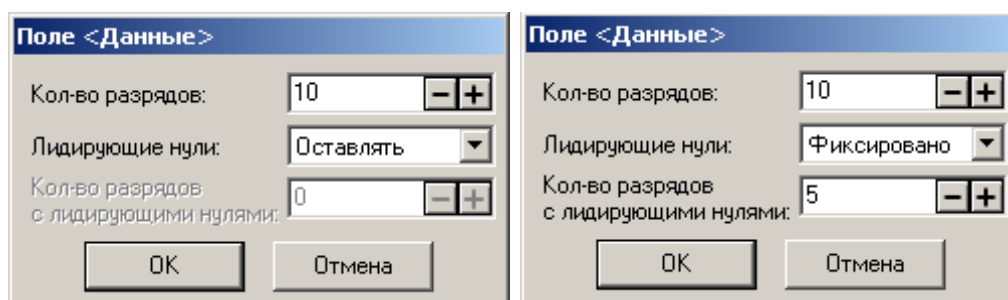 Поле <Данные>
Кол-во разрядов: 10
Лидирующие нули: Оставлять
Кол-во разрядов
с лидирующими нулями: 0
OK Отмена
Поле <Данные>
Кол-во разрядов: 10
Лидирующие нули: Фиксировано
Кол-во разрядов
с лидирующими нулями: 5
OK Отмена